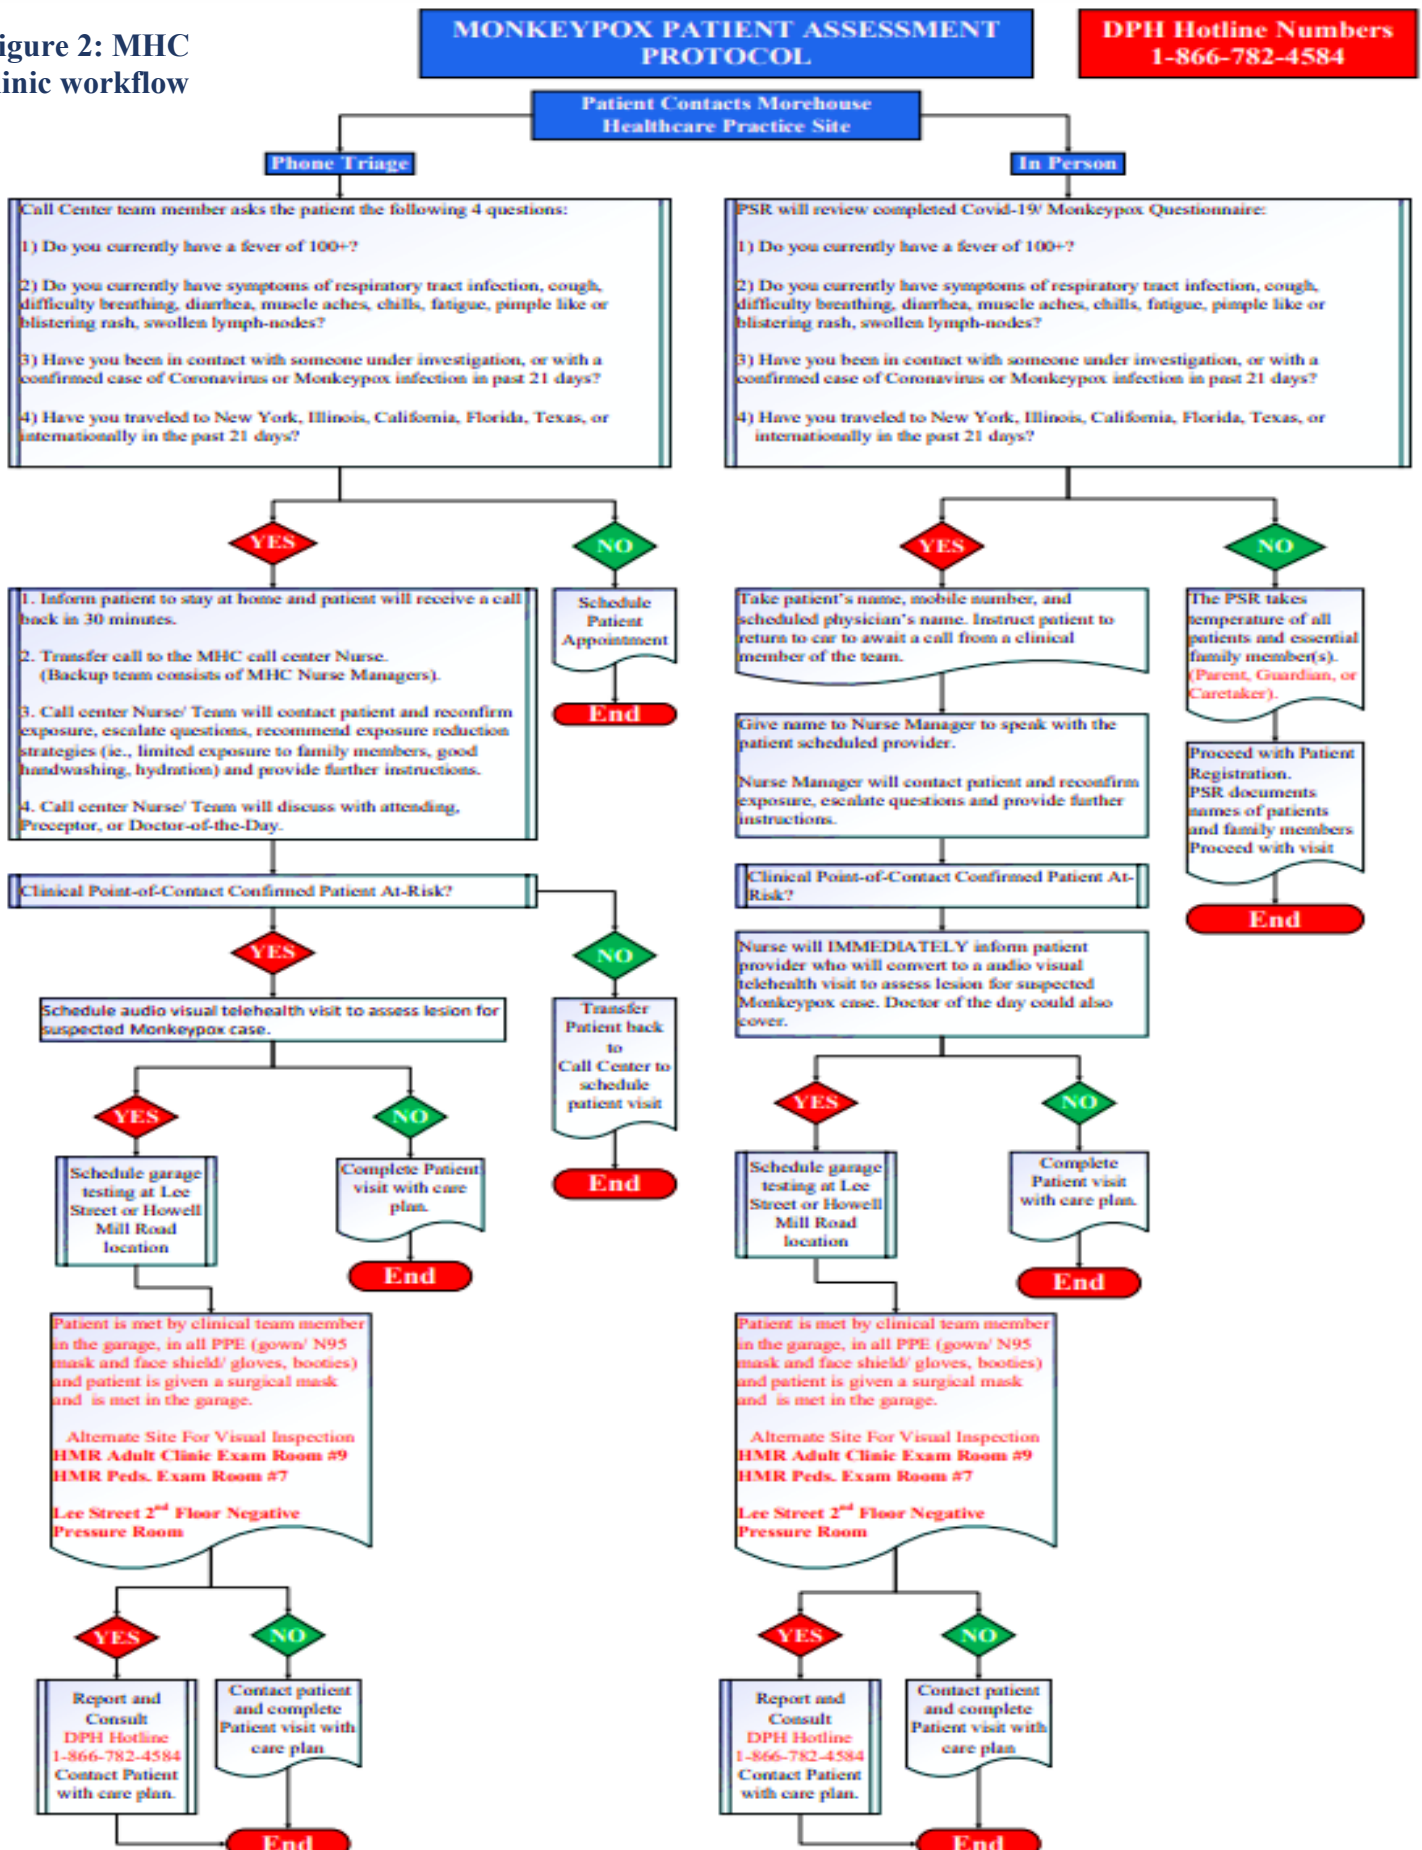 igure 2: MHC
linic workflow
MONKEYPOX PATIENT ASSESSMENT
PROTOCOL
DPH Hotline Numbers
1-866-782-4584
Patient Contacts Morehouse
Healthcare Practice Site
Phone Triage
Call Center team member asks the patient the following 4 questions:
1) Do you currently have a fever of 100+?
2) Do you currently have symptoms of respiratory tract infection, cough,
difficulty breathing, diarrhea, muscle aches, chills, fatigue, pimple like or
blistering rash, swollen lymph-nodes?
3) Have you been in contact with someone under investigation, or with a
confirmed case of Coronavirus or Monkeypox infection in past 21 days?
4) Have you traveled to New York, Illinois, California, Florida, Texas, or
internationally in the past 21 days?
YES
NO
1. Inform patient to stay at home and patient will receive a call
back in 30 minutes.
2. Transfer call to the MHC call center Nurse.
(Backup team consists of MHC Nurse Managers).
3. Call center Nurse/ Team will contact patient and reconfirm
exposure, escalate questions, recommend exposure reduction
strategies (ie., limited exposure to family members, good
handwashing, hydration) and provide further instructions.
4. Call center Nurse/ Team will discuss with attending,
Preceptor, or Doctor-of-the-Day.
Schedule
Patient
Appointment
End
Clinical Point-of-Contact Confirmed Patient At-Risk?
YES
NO
Schedule audio visual telehealth visit to assess lesion for
suspected Monkeypox case.
Transfer
Patient back
to
Call Center to
schedule
patient visit
End
YES
NO
Schedule garage
testing at Lee
Street or Howell
Mill Road
location
Complete Patient
visit with care
plan.
End
Patient is met by clinical team member
in the garage, in all PPE (gown/ N95
mask and face shield/ gloves, booties)
and patient is given a surgical mask
and is met in the garage.
Alternate Site For Visual Inspection
HMR Adult Clinic Exam Room #9
HMR Peds. Exam Room #7
Lee Street 2nd Floor Negative
Pressure Room
YES
NO
Report and
Consult
DPH Hotline
1-866-782-4584
Contact Patient
with care plan.
Contact patient
and complete
Patient visit with
care plan
End
In Person
PSR will review completed Covid-19/ Monkeypox Questionnaire:
1) Do you currently have a fever of 100+?
2) Do you currently have symptoms of respiratory tract infection, cough,
difficulty breathing, diarrhea, muscle aches, chills, fatigue, pimple like or
blistering rash, swollen lymph-nodes?
3) Have you been in contact with someone under investigation, or with a
confirmed case of Coronavirus or Monkeypox infection in past 21 days?
4) Have you traveled to New York, Illinois, California, Florida, Texas, or
internationally in the past 21 days?
YES
NO
Take patient's name, mobile number, and
scheduled physician's name. Instruct patient to
return to car to await a call from a clinical
member of the team.
The PSR takes
temperature of all
patients and essential
family member(s).
(Parent, Guardian, or
Caretaker).
Give name to Nurse Manager to speak with the
patient scheduled provider.
Nurse Manager will contact patient and reconfirm
exposure, escalate questions and provide further
instructions.
Proceed with Patient
Registration.
PSR documents
names of patients
and family members
Proceed with visit
End
Clinical Point-of-Contact Confirmed Patient At-
Risk?
Nurse will IMMEDIATELY inform patient
provider who will convert to a audio visual
telehealth visit to assess lesion for suspected
Monkeypox case. Doctor of the day could also
cover.
YES
NO
Schedule garage
testing at Lee
Street or Howell
Mill Road
location
Complete
Patient visit
with care plan.
End
Patient is met by clinical team member
in the garage, in all PPE (gown/ N95
mask and face shield/ gloves, booties)
and patient is given a surgical mask
and is met in the garage.
Alternate Site For Visual Inspection
HMR Adult Clinic Exam Room #9
HMR Peds. Exam Room #7
Lee Street 2nd Floor Negative
Pressure Room
YES
NO
Report and
Consult
DPH Hotline
1-866-782-4584
Contact Patient
with care plan.
Contact patient
and complete
Patient visit with
care plan
End